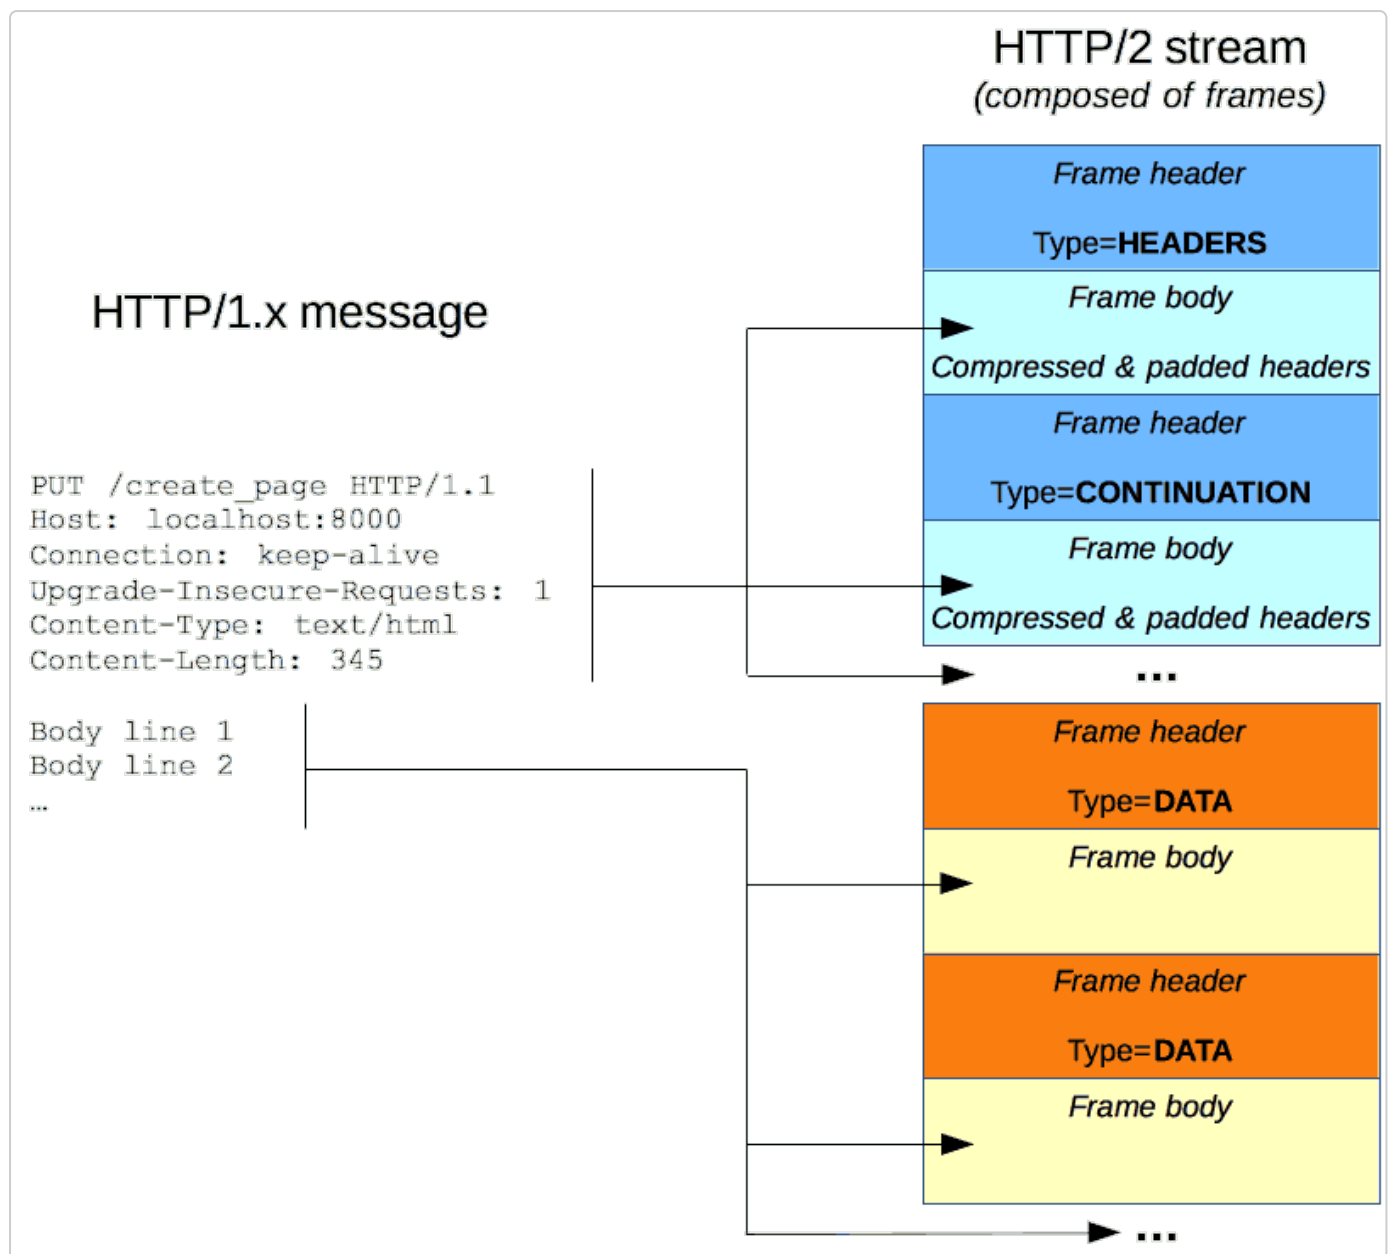 HTTP/2 stream
(composed of frames)
Frame header
Type=HEADERS
Frame body
Compressed & padded headers
Frame header
Type=CONTINUATION
Frame body
Compressed & padded headers
...
Frame header
Type=DATA
Frame body
Frame header
Type=DATA
Frame body
...
HTTP/1.x message
PUT /create_page HTTP/1.1
Host: localhost:8000
Connection: keep-alive
Upgrade-Insecure-Requests: 1
Content-Type: text/html
Content-Length: 345
Body line 1
Body line 2
…